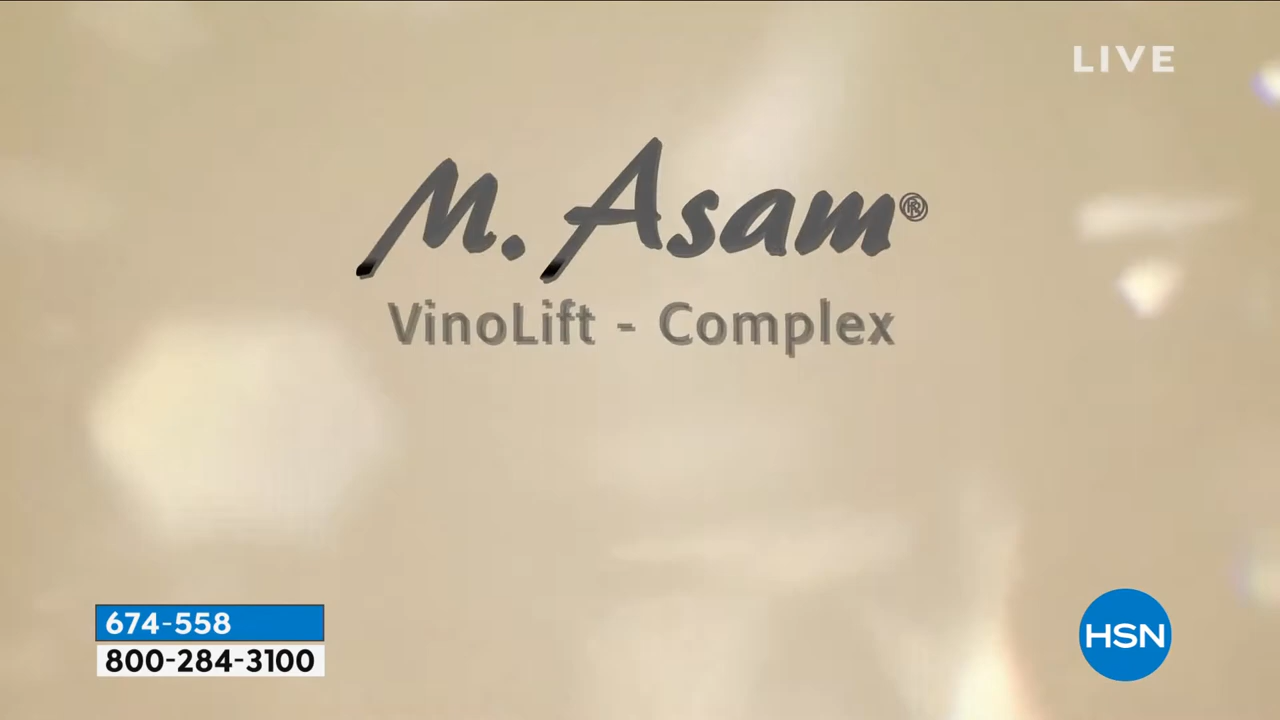 LIVE
M. Asam®
VinoLift - Complex
674-558
800-284-3100
HSN